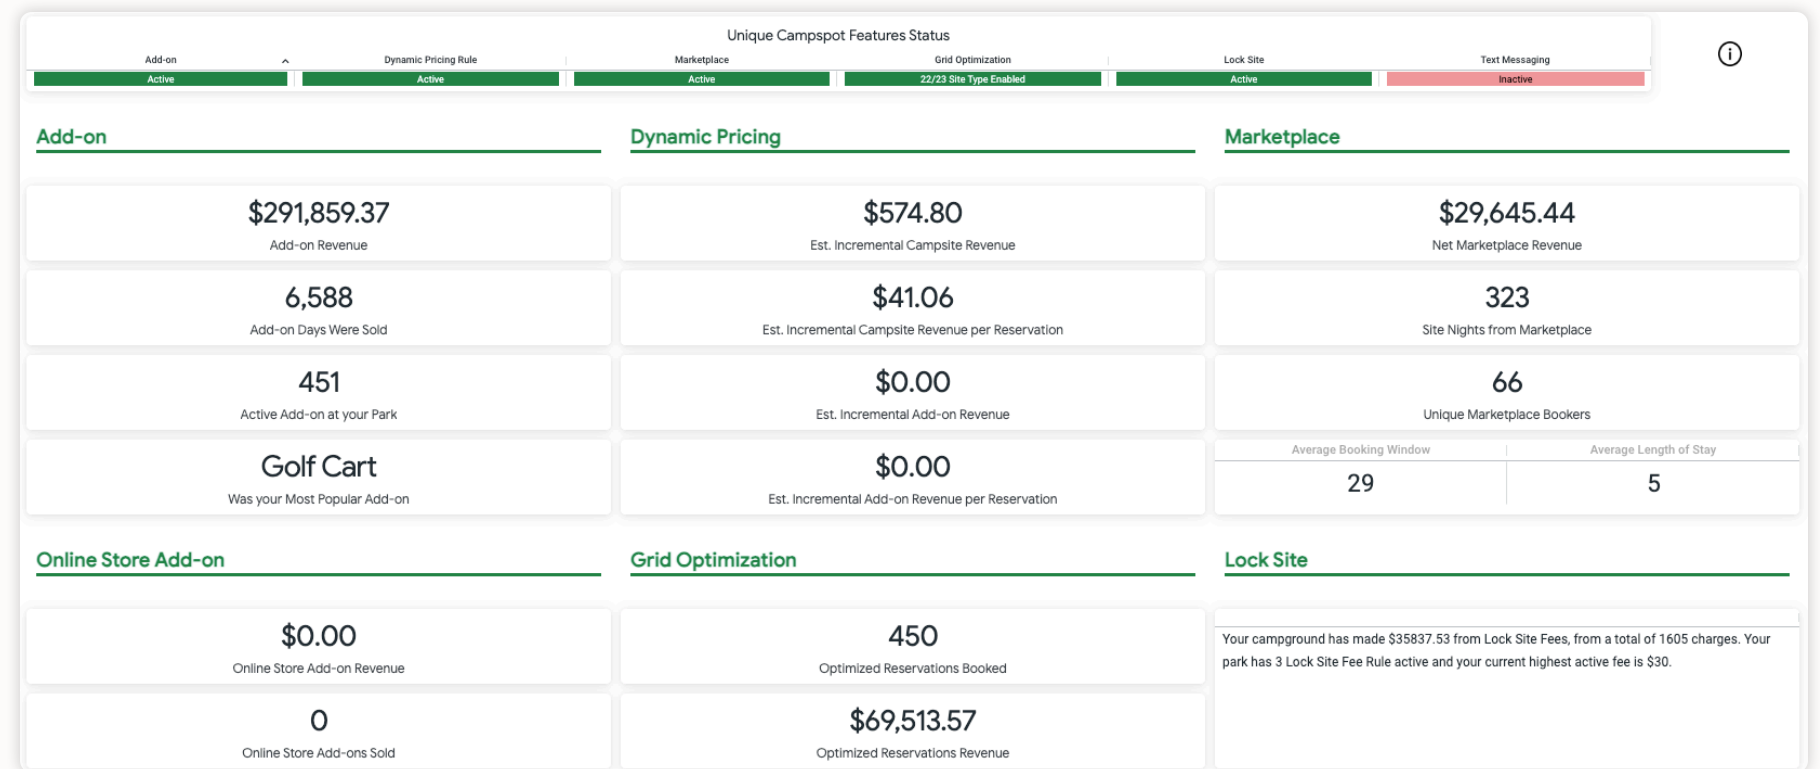 Unique Campspot Features Status
Add-on Dynamic Pricing Rule Marketplace Grid Optimization Lock Site Text Messaging
Active Active Active 22/23 Site Type Enabled Active Inactive
Add-on Dynamic Pricing Marketplace
$291,859.37 $574.80 $29,645.44
Add-on Revenue Est. Incremental Campsite Revenue Net Marketplace Revenue
6,588 $41.06 323
Add-on Days Were Sold Est. Incremental Campsite Revenue per Reservation Site Nights from Marketplace
451 $0.00 66
Active Add-on at your Park Est. Incremental Add-on Revenue Unique Marketplace Bookers
Average Booking Window Average Length of Stay
Golf Cart $0.00 29 5
Was your Most Popular Add-on Est. Incremental Add-on Revenue per Reservation
Online Store Add-on Grid Optimization Lock Site
$0.00 450 Your campground has made $35837.53 from Lock Site Fees, from a total of 1605 charges. Your
park has 3 Lock Site Fee Rule active and your current highest active fee is $30.
Online Store Add-on Revenue Optimized Reservations Booked
0 $69,513.57
Online Store Add-ons Sold Optimized Reservations Revenue